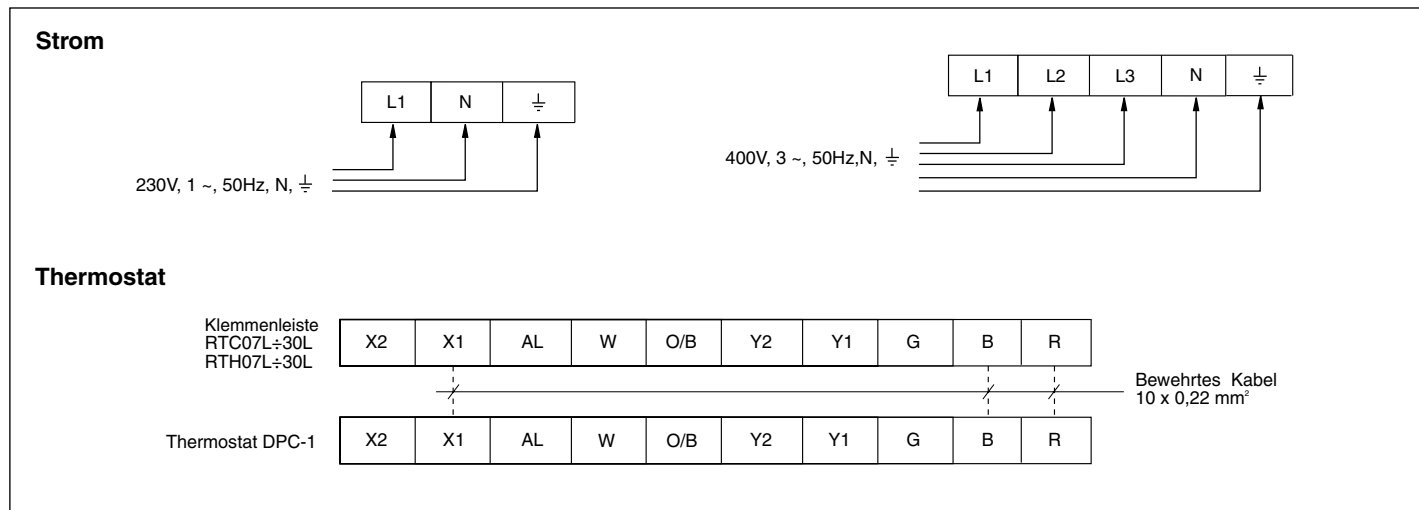 Strom
L1 N ⏚
230V, 1 ~, 50Hz, N, ⏚
L1 L2 L3 N ⏚
400V, 3 ~, 50Hz,N, ⏚
Thermostat
Klemmenleiste
RTC07L÷30L
RTH07L÷30L
X2 X1 AL W O/B Y2 Y1 G B R
Bewehrtes Kabel
10 x 0,22 mm²
Thermostat DPC-1
X2 X1 AL W O/B Y2 Y1 G B R